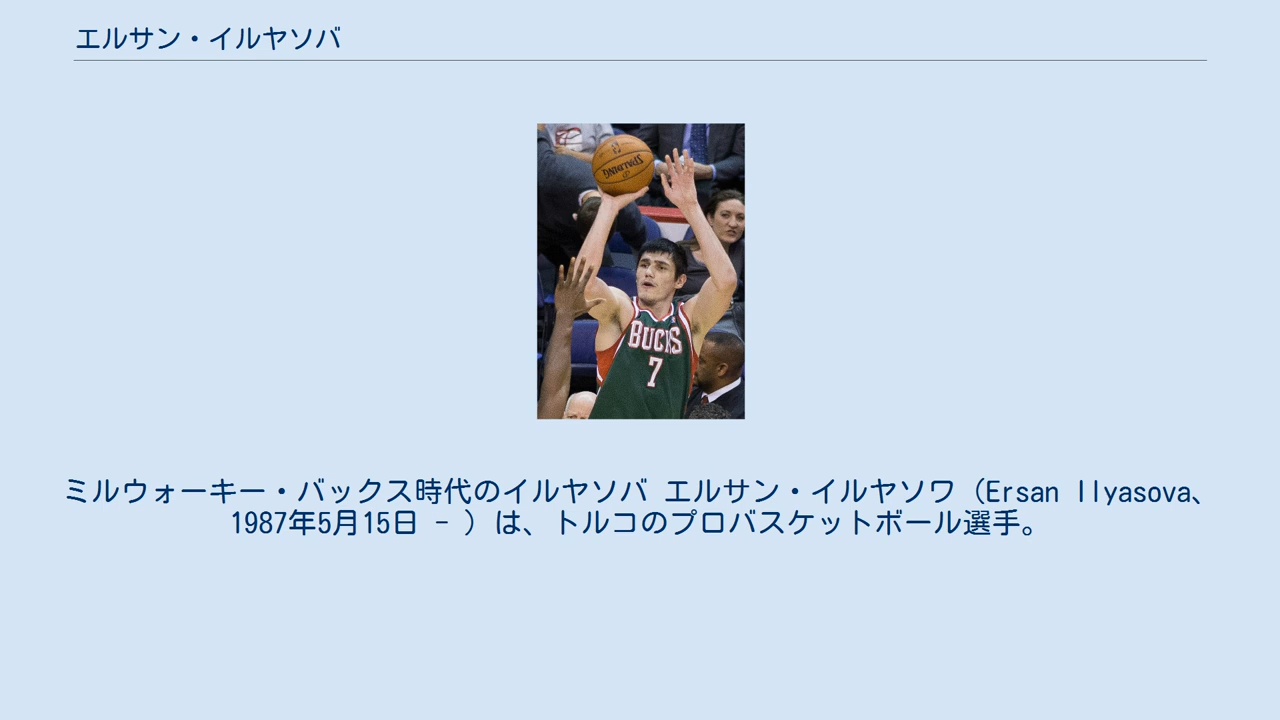 エルサン・イルヤソバ
SPALDING
BUCKS
7
ミルウォーキー・バックス時代のイルヤソバ エルサン・イルヤソワ（Ersan Ilyasova、
1987年5月15日 - ）は、トルコのプロバスケットボール選手。